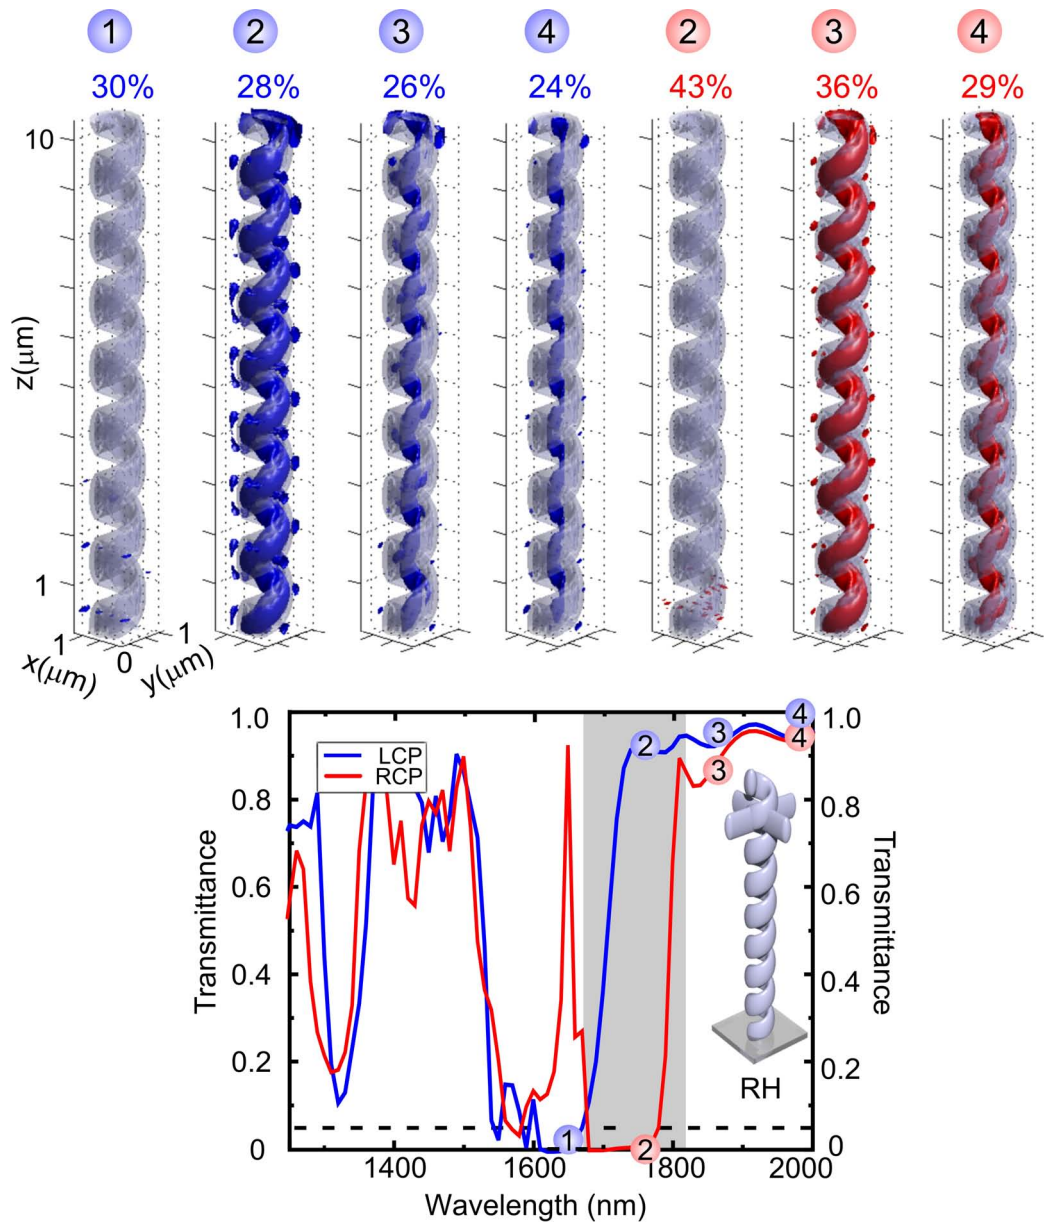 1 2 3 4 2 3 4
30% 28% 26% 24% 43% 36% 29%
10
z(μm)
1
1
x(μm)
0
y(μm)
1
1.0
0.8
0.6
0.4
0.2
0
Transmittance
LCP
RCP
1
2
3
4
2
3
4
RH
1.0
0.8
0.6
0.4
0.2
0
Transmittance
1400 1600 1800 2000
Wavelength (nm)